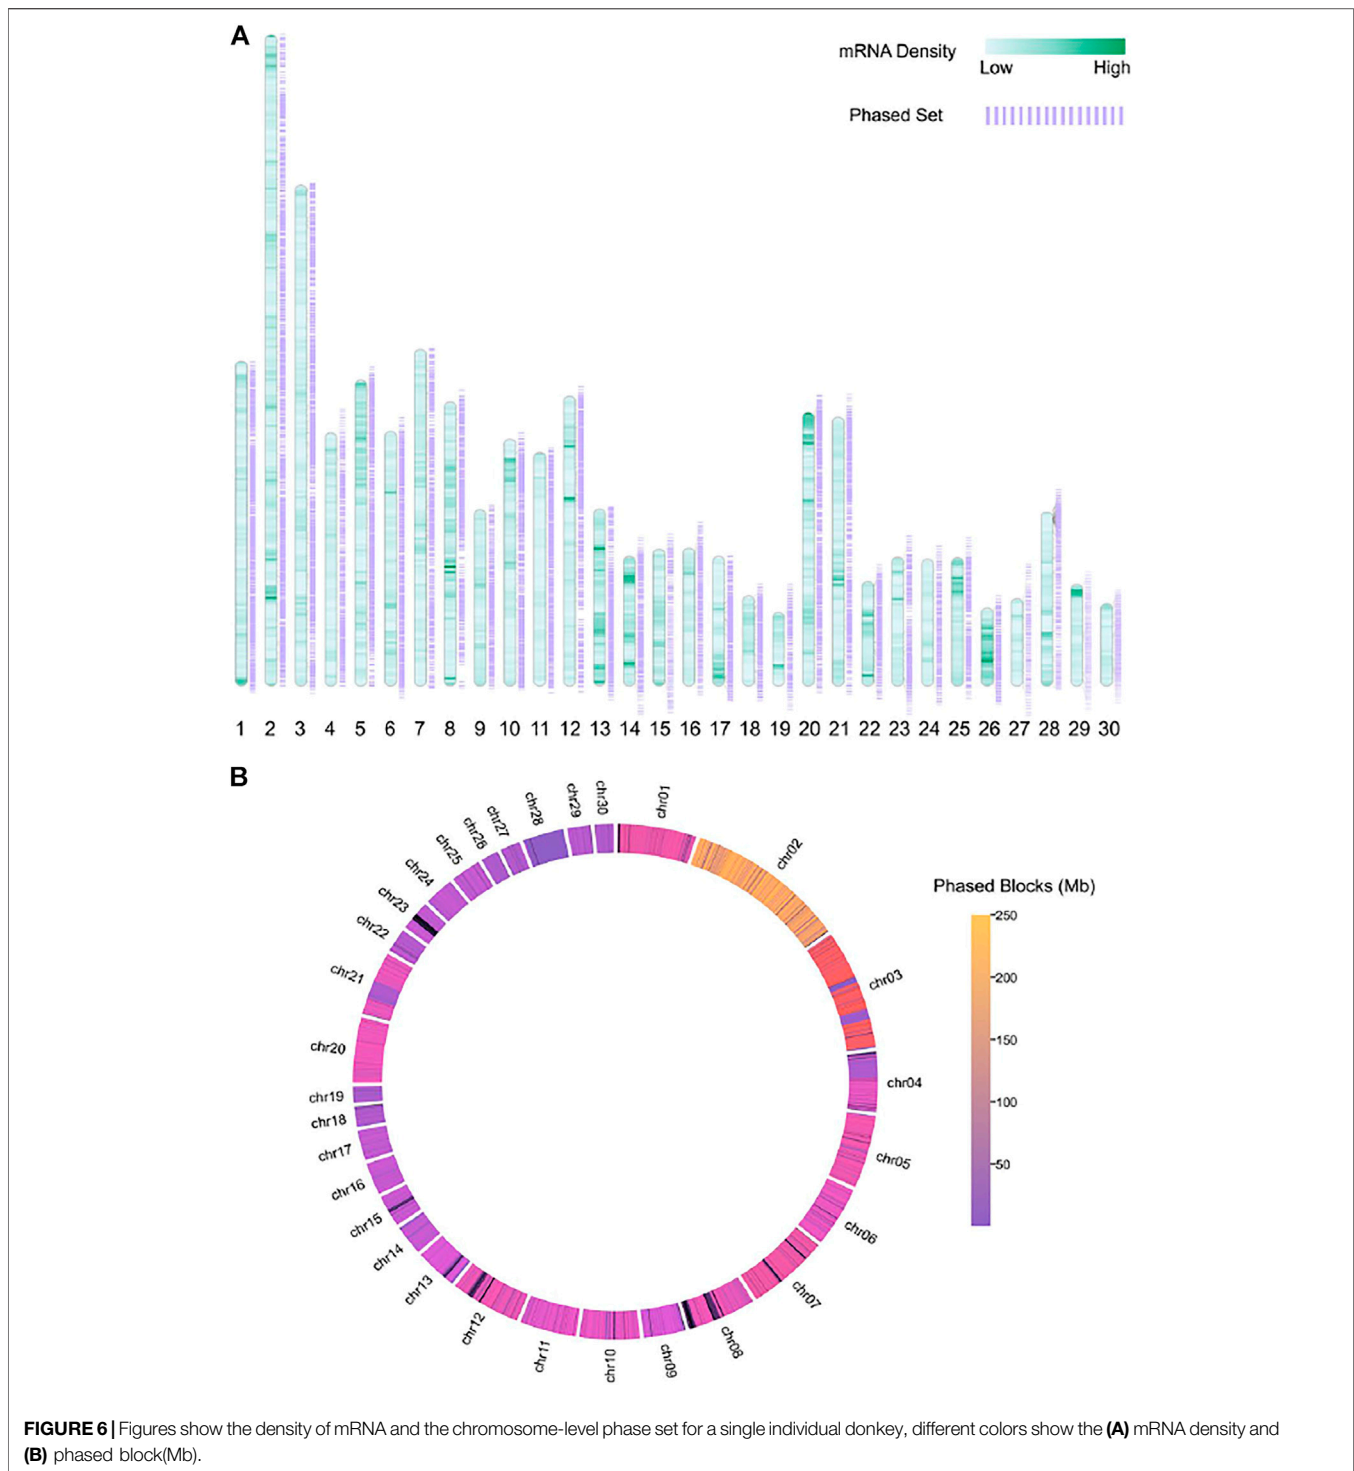 A
mRNA Density
Low High
Phased Set
1 2 3 4 5 6 7 8 9 10 11 12 13 14 15 16 17 18 19 20 21 22 23 24 25 26 27 28 29 30
B
chr01
chr02
chr03
chr04
chr05
chr06
chr07
chr08
chr09
chr10
chr11
chr12
chr13
chr14
chr15
chr16
chr17
chr18
chr19
chr20
chr21
chr22
chr23
chr24
chr25
chr26
chr27
chr28
chr29
chr30
Phased Blocks (Mb)
250
200
150
100
50
FIGURE 6 | Figures show the density of mRNA and the chromosome-level phase set for a single individual donkey, different colors show the (A) mRNA density and
(B) phased block(Mb).